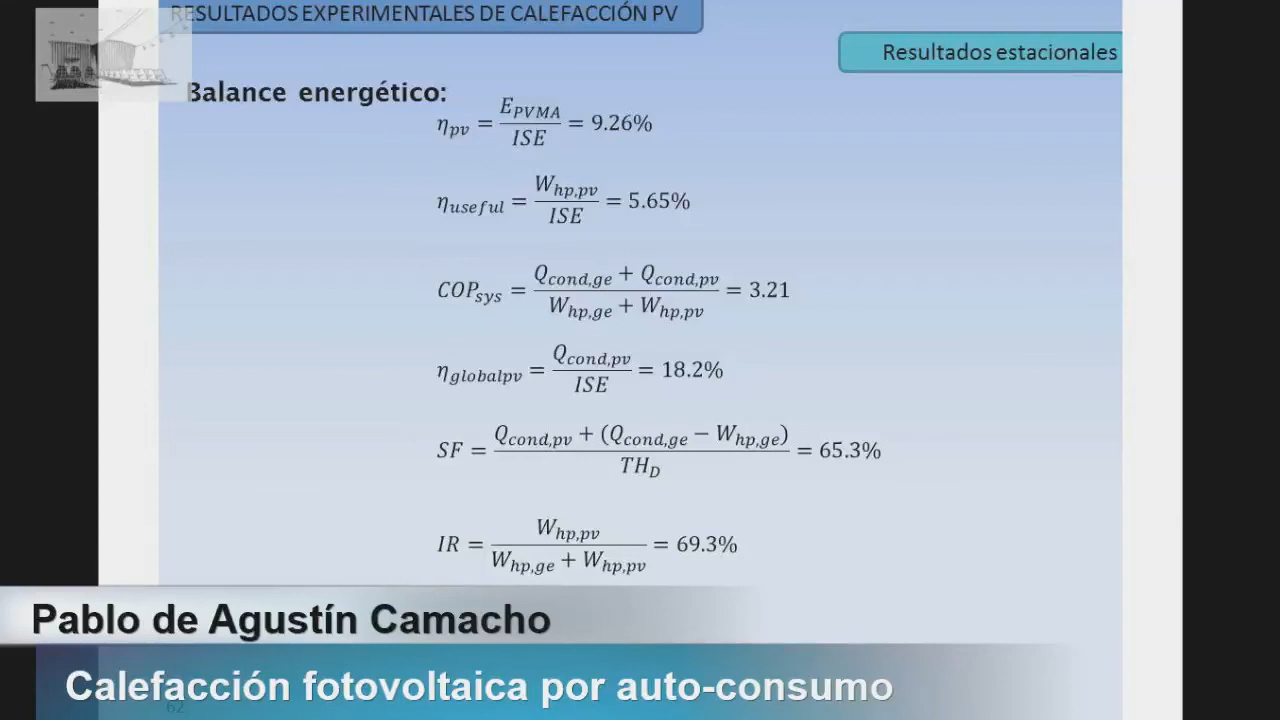 RESULTADOS EXPERIMENTALES DE CALEFACCIÓN PV
Resultados estacionales
Balance energético:
η_pv = E_PVMA / ISE = 9.26%
η_useful = W_hp,pv / ISE = 5.65%
COP_sys = (Q_cond,ge + Q_cond,pv) / (W_hp,ge + W_hp,pv) = 3.21
η_globalpv = Q_cond,pv / ISE = 18.2%
SF = (Q_cond,pv + (Q_cond,ge − W_hp,ge)) / TH_D = 65.3%
IR = W_hp,pv / (W_hp,ge + W_hp,pv) = 69.3%
Pablo de Agustín Camacho
Calefacción fotovoltaica por auto-consumo
62